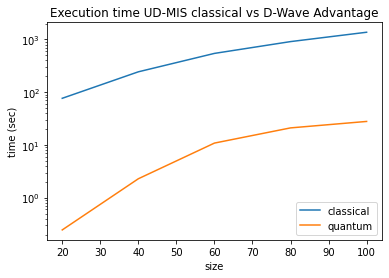 Execution time UD-MIS classical vs D-Wave Advantage
10³
10²
10¹
10⁰
time (sec)
20 30 40 50 60 70 80 90 100
size
classical
quantum